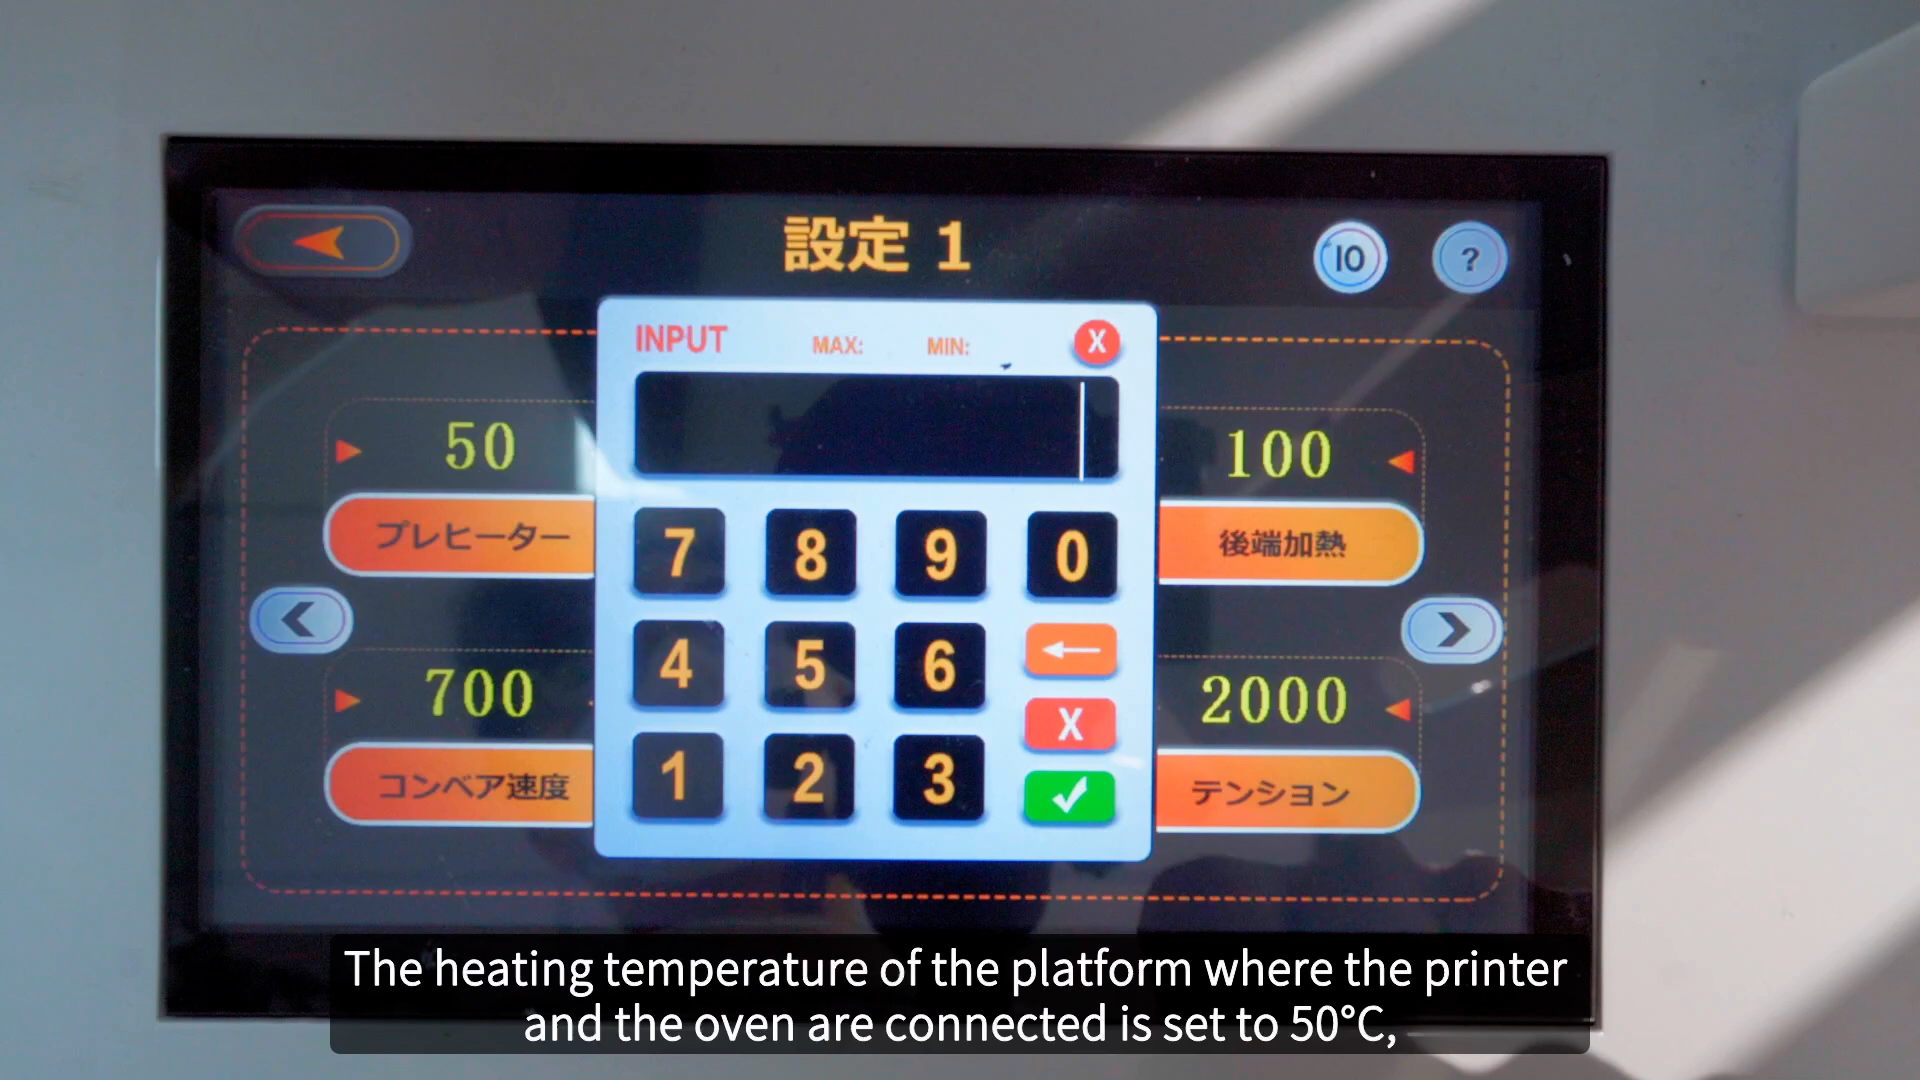 設定 1
IO
?
INPUT
MAX:
MIN:
X
50
100
7 8 9 0
プレヒーター
後端加熱
4 5 6
700
2000
X
1 2 3
コンベア速度
テンション
The heating temperature of the platform where the printer
and the oven are connected is set to 50°C,